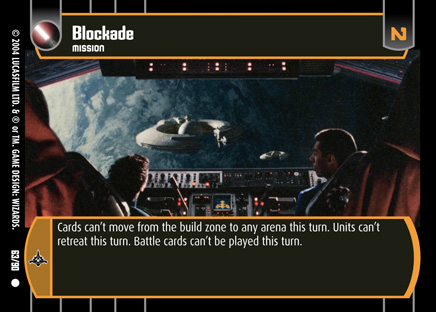 Blockade
MISSION
N
Cards can't move from the build zone to any arena this turn. Units can't
retreat this turn. Battle cards can't be played this turn.
© 2004 LUCASFILM LTD. & ® or TM. GAME DESIGN: WIZARDS.
63/90